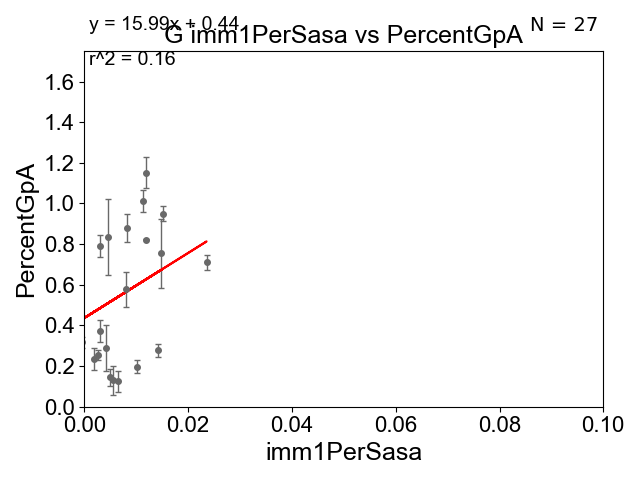 y = 15.99x + 0.44
G imm1PerSasa vs PercentGpA
N = 27
r^2 = 0.16
PercentGpA
1.6
1.4
1.2
1.0
0.8
0.6
0.4
0.2
0.0
0.00 0.02 0.04 0.06 0.08 0.10
imm1PerSasa